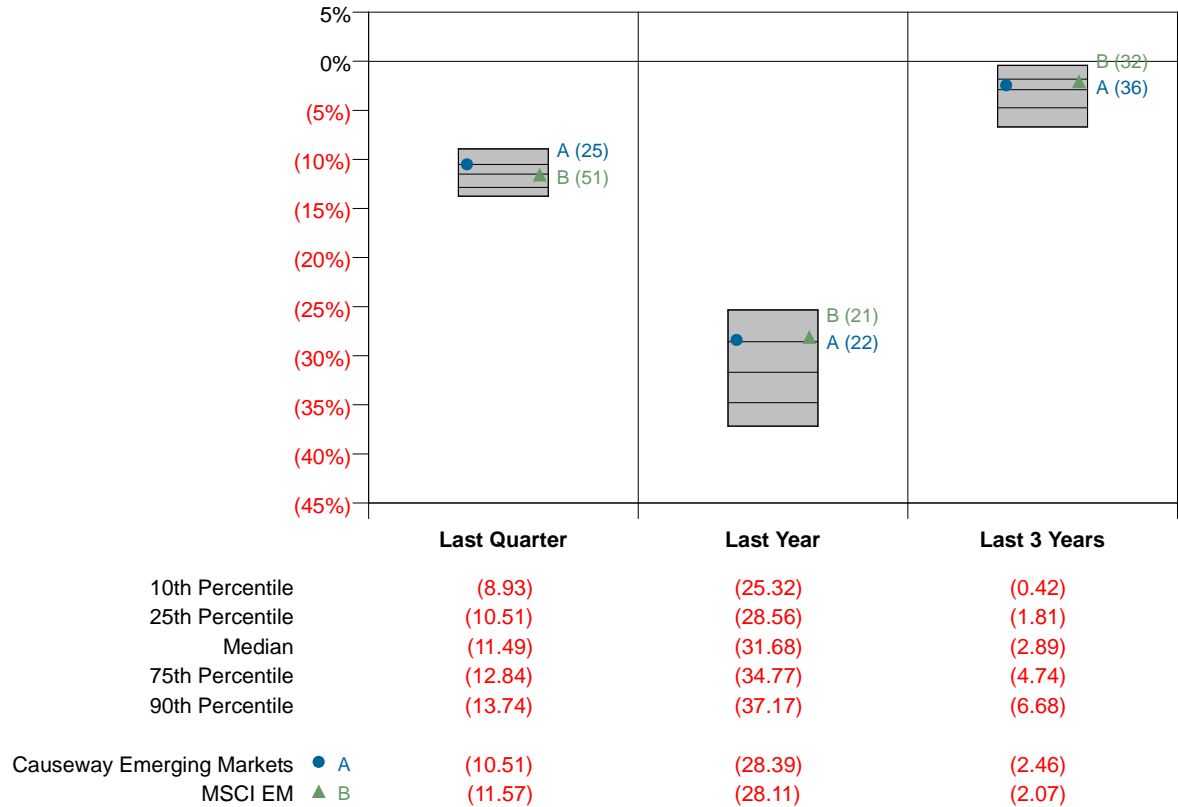 5%
0%
(5%)
(10%)
(15%)
(20%)
(25%)
(30%)
(35%)
(40%)
(45%)
A (25)
B (51)
B (21)
A (22)
B (32)
A (36)
Last Quarter Last Year Last 3 Years
10th Percentile (8.93) (25.32) (0.42)
25th Percentile (10.51) (28.56) (1.81)
Median (11.49) (31.68) (2.89)
75th Percentile (12.84) (34.77) (4.74)
90th Percentile (13.74) (37.17) (6.68)
Causeway Emerging Markets A (10.51) (28.39) (2.46)
MSCI EM B (11.57) (28.11) (2.07)